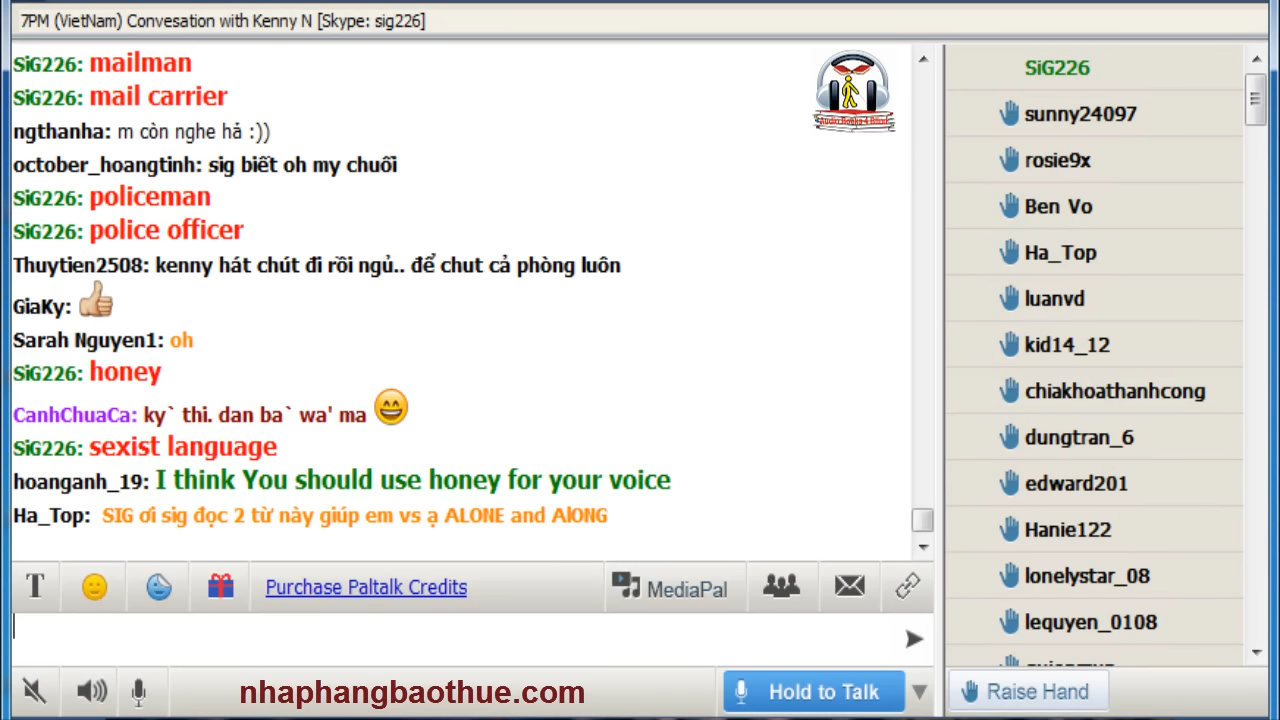 7PM (VietNam) Convesation with Kenny N [Skype: sig226]
SiG226: mailman
SiG226: mail carrier
ngthanha: m còn nghe hả :))
october_hoangtinh: sig biết oh my chuối
SiG226: policeman
SiG226: police officer
Thuytien2508: kenny hát chút đi rồi ngủ.. để chut cả phòng luôn
GiaKy:
Sarah Nguyen1: oh
SiG226: honey
CanhChuaCa: ky` thi. dan ba` wa' ma
SiG226: sexist language
hoanganh_19: I think You should use honey for your voice
Ha_Top: SIG ơi sig đọc 2 từ này giúp em vs ạ ALONE and AlONG
Purchase Paltalk Credits
MediaPal
nhaphangbaothue.com
Hold to Talk
SiG226
sunny24097
rosie9x
Ben Vo
Ha_Top
luanvd
kid14_12
chiakhoathanhcong
dungtran_6
edward201
Hanie122
lonelystar_08
lequyen_0108
Raise Hand